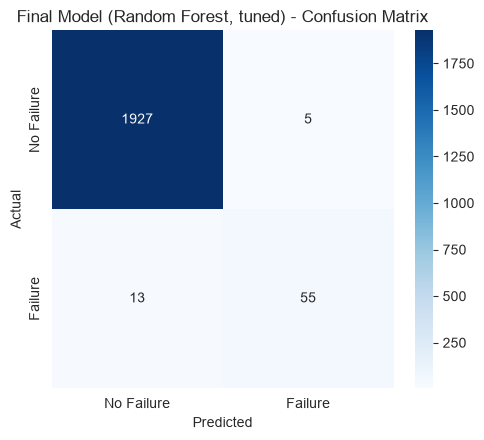 Final Model (Random Forest, tuned) - Confusion Matrix
Actual
No Failure
Failure
1927
5
13
55
No Failure
Failure
Predicted
1750
1500
1250
1000
750
500
250